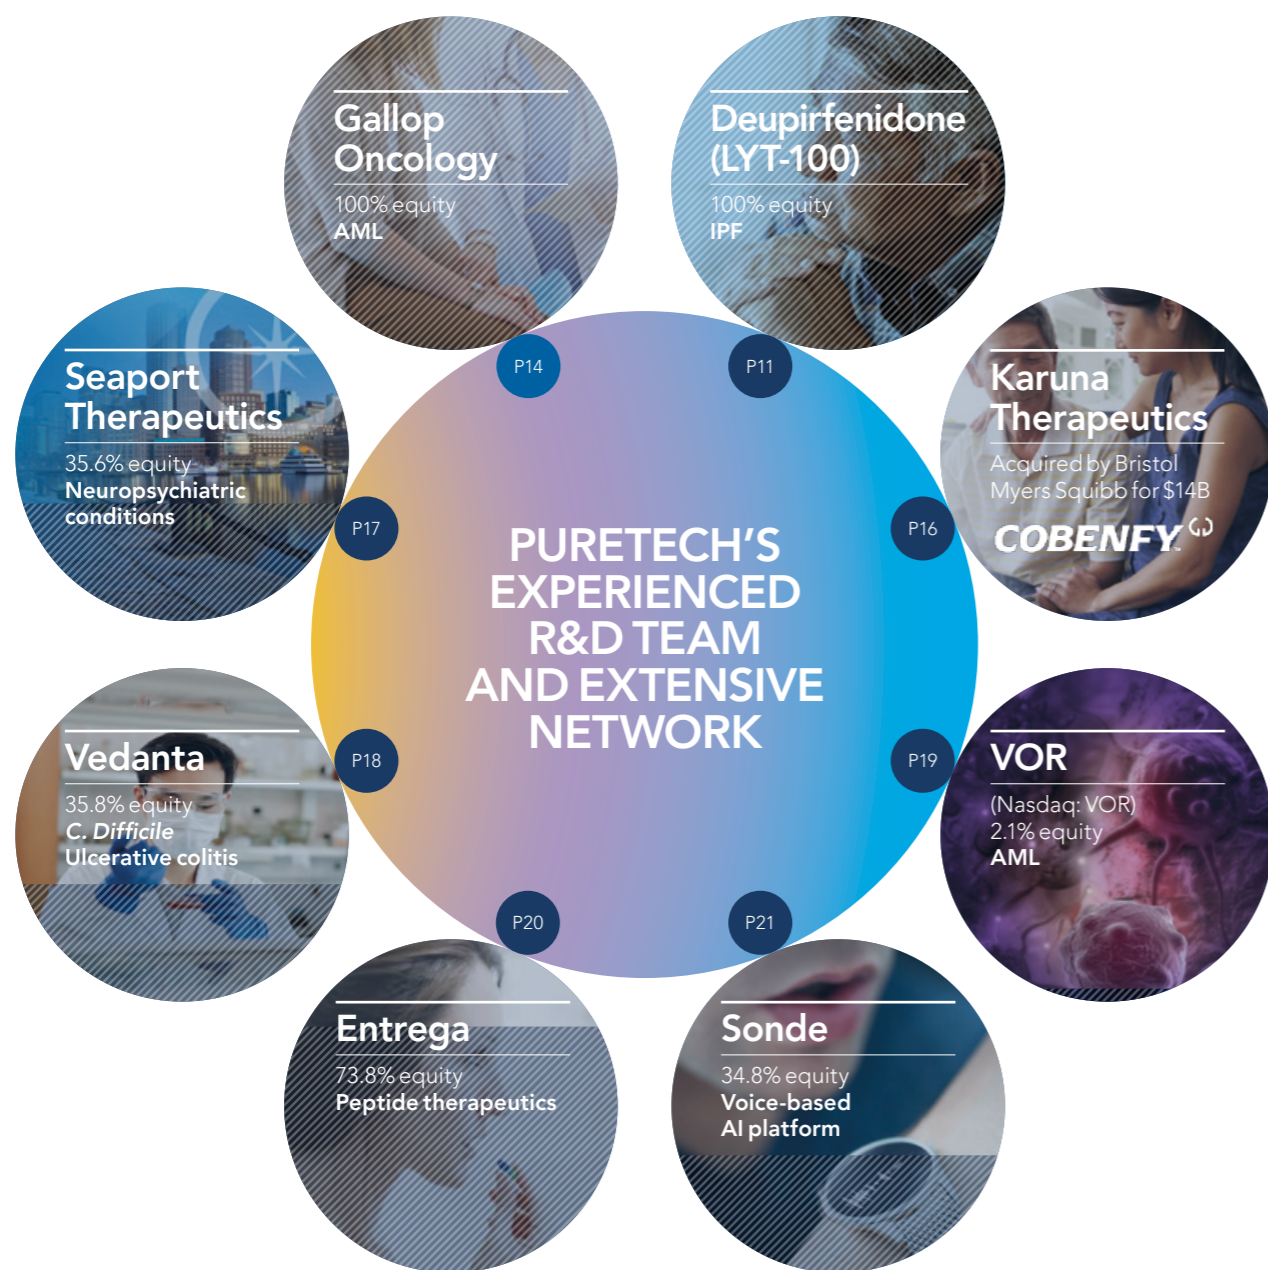 Gallop
Oncology
100% equity
AML
Deupirfenidone
(LYT-100)
100% equity
IPF
Seaport
Therapeutics
35.6% equity
Neuropsychiatric
conditions
Karuna
Therapeutics
Acquired by Bristol
Myers Squibb for $14B
COBENFY™
P14
P11
P17
P16
PURETECH'S
EXPERIENCED
R&D TEAM
AND EXTENSIVE
NETWORK
P18
P19
Vedanta
35.8% equity
C. Difficile
Ulcerative colitis
VOR
(Nasdaq: VOR)
2.1% equity
AML
P20
P21
Entrega
73.8% equity
Peptide therapeutics
Sonde
34.8% equity
Voice-based
AI platform